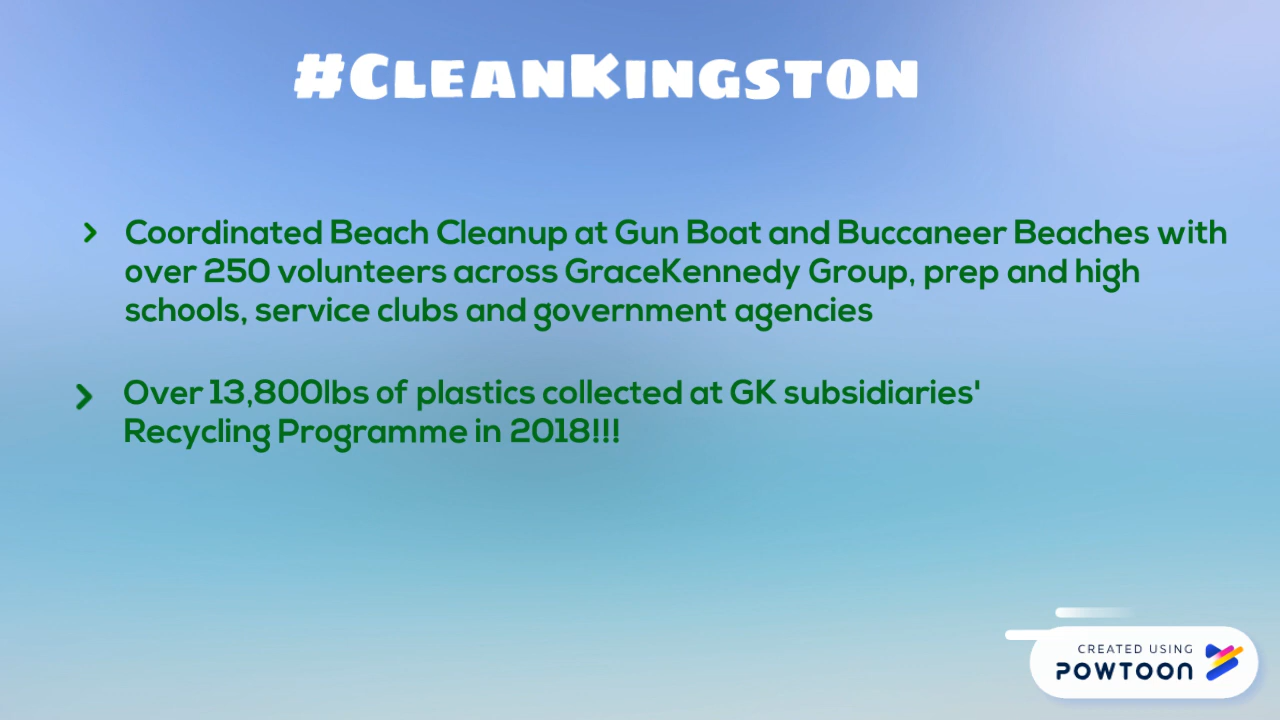 #CleanKingston
Coordinated Beach Cleanup at Gun Boat and Buccaneer Beaches with
over 250 volunteers across GraceKennedy Group, prep and high
schools, service clubs and government agencies
Over 13,800lbs of plastics collected at GK subsidiaries'
Recycling Programme in 2018!!!
CREATED USING
POWTOON